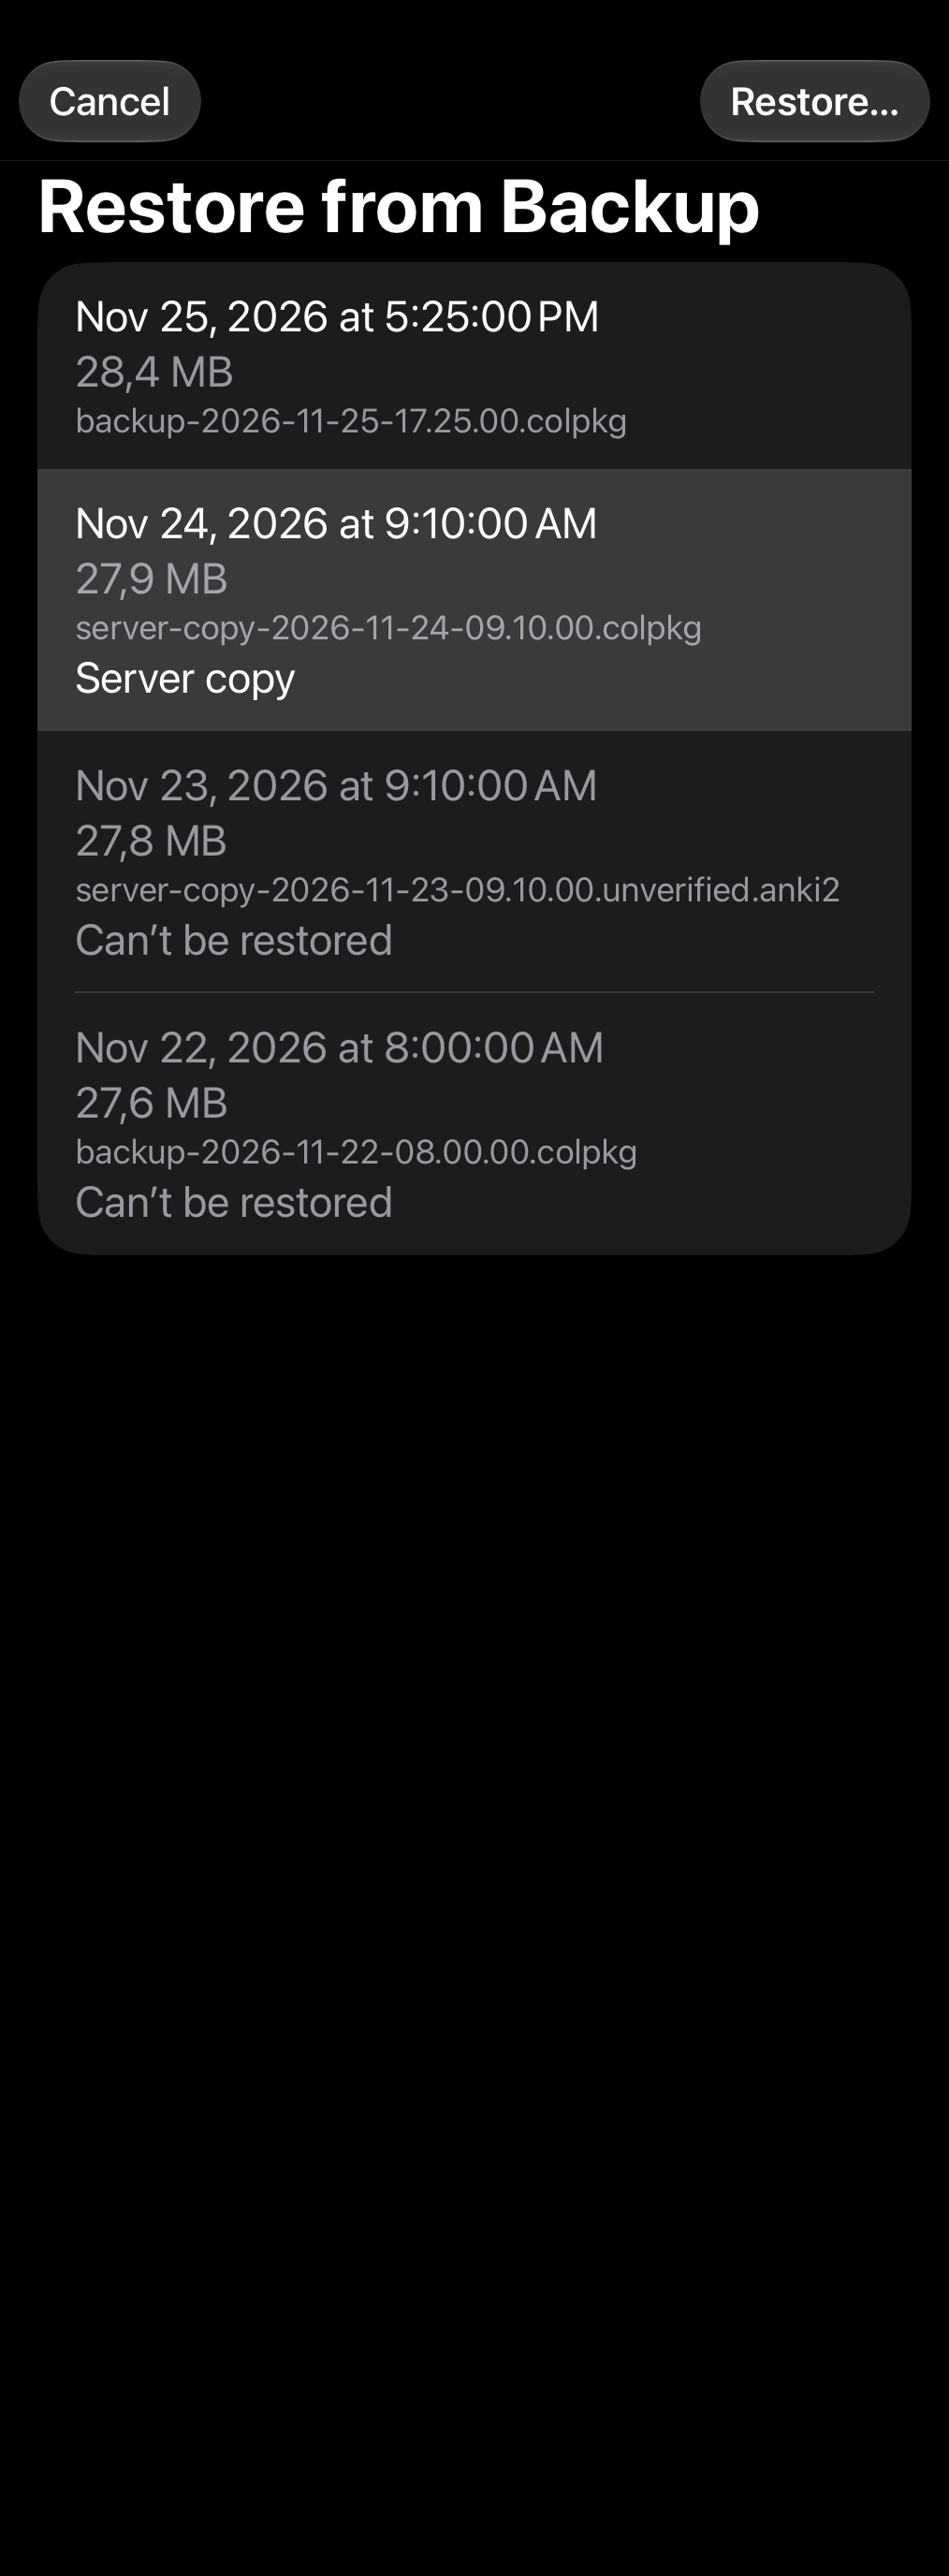 Cancel
Restore...
Restore from Backup
Nov 25, 2026 at 5:25:00 PM
28,4 MB
backup-2026-11-25-17.25.00.colpkg
Nov 24, 2026 at 9:10:00 AM
27,9 MB
server-copy-2026-11-24-09.10.00.colpkg
Server copy
Nov 23, 2026 at 9:10:00 AM
27,8 MB
server-copy-2026-11-23-09.10.00.unverified.anki2
Can’t be restored
Nov 22, 2026 at 8:00:00 AM
27,6 MB
backup-2026-11-22-08.00.00.colpkg
Can’t be restored